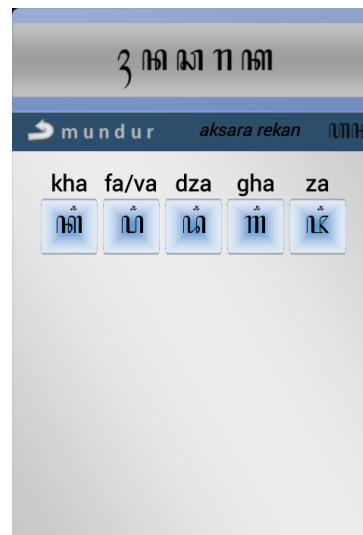 mundur aksara rekan
kha fa/va dza gha za
ꦏ꦳ ꦥ꦳ ꦢ꦳ ꦒ꦳ ꦗ꦳